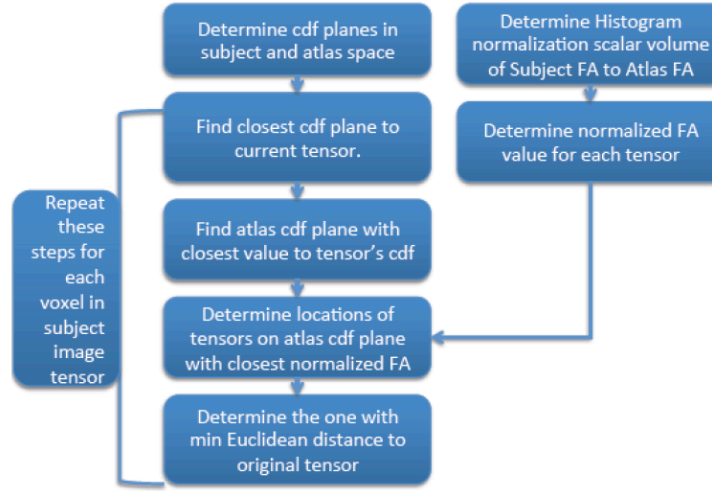 Determine cdf planes in
subject and atlas space
Determine Histogram
normalization scalar volume
of Subject FA to Atlas FA
Find closest cdf plane to
current tensor.
Determine normalized FA
value for each tensor
Repeat
these
steps for
each
voxel in
subject
image
tensor
Find atlas cdf plane with
closest value to tensor's cdf
Determine locations of
tensors on atlas cdf plane
with closest normalized FA
Determine the one with
min Euclidean distance to
original tensor